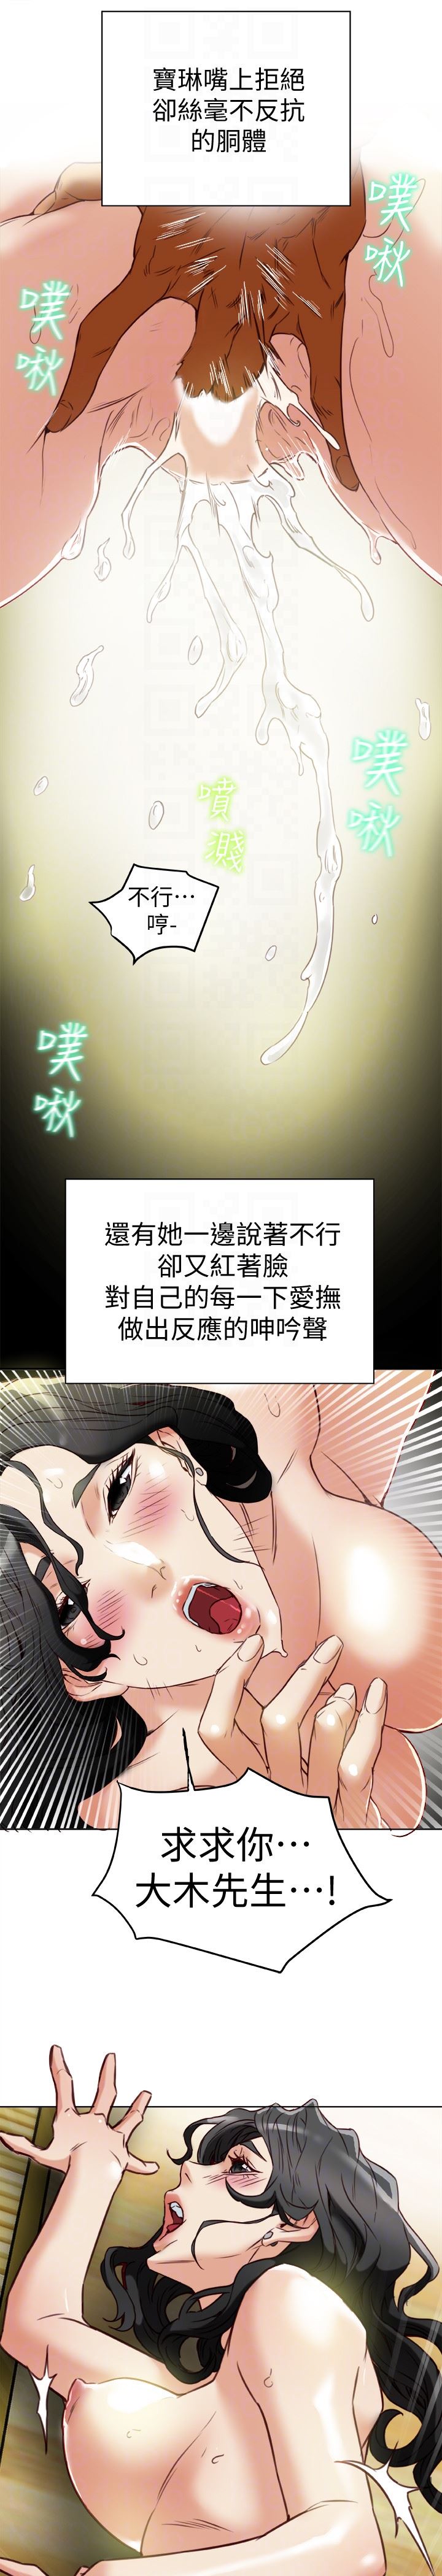 寶琳嘴上拒絕
卻絲毫不反抗
的胴體
噗啾
噗啾
噗啾
噴濺
不行…
哼-
噗啾
還有她一邊說著不行
卻又紅著臉
對自己的每一下愛撫
做出反應的呻吟聲
求求你…
大木先生…!